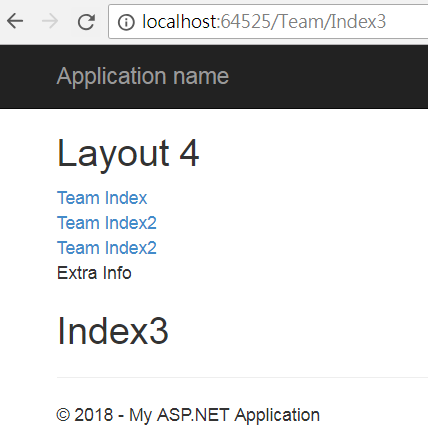 localhost:64525/Team/Index3
Application name
Layout 4
Team Index
Team Index2
Team Index2
Extra Info
Index3
© 2018 - My ASP.NET Application